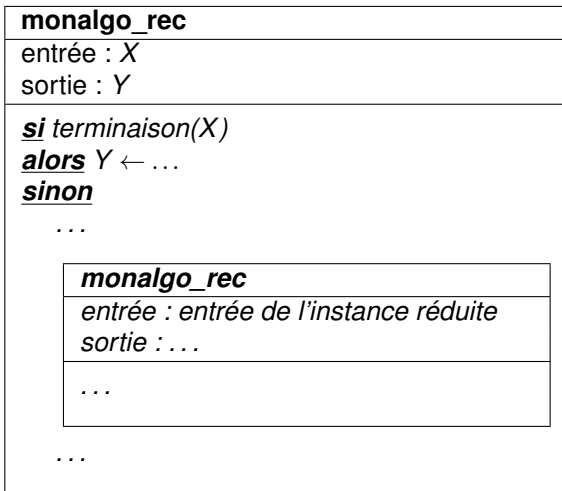 monalgo_rec
entrée : X
sortie : Y
si terminaison(X)
alors Y ← ...
sinon
...
monalgo_rec
entrée : entrée de l'instance réduite
sortie : ...
...
...